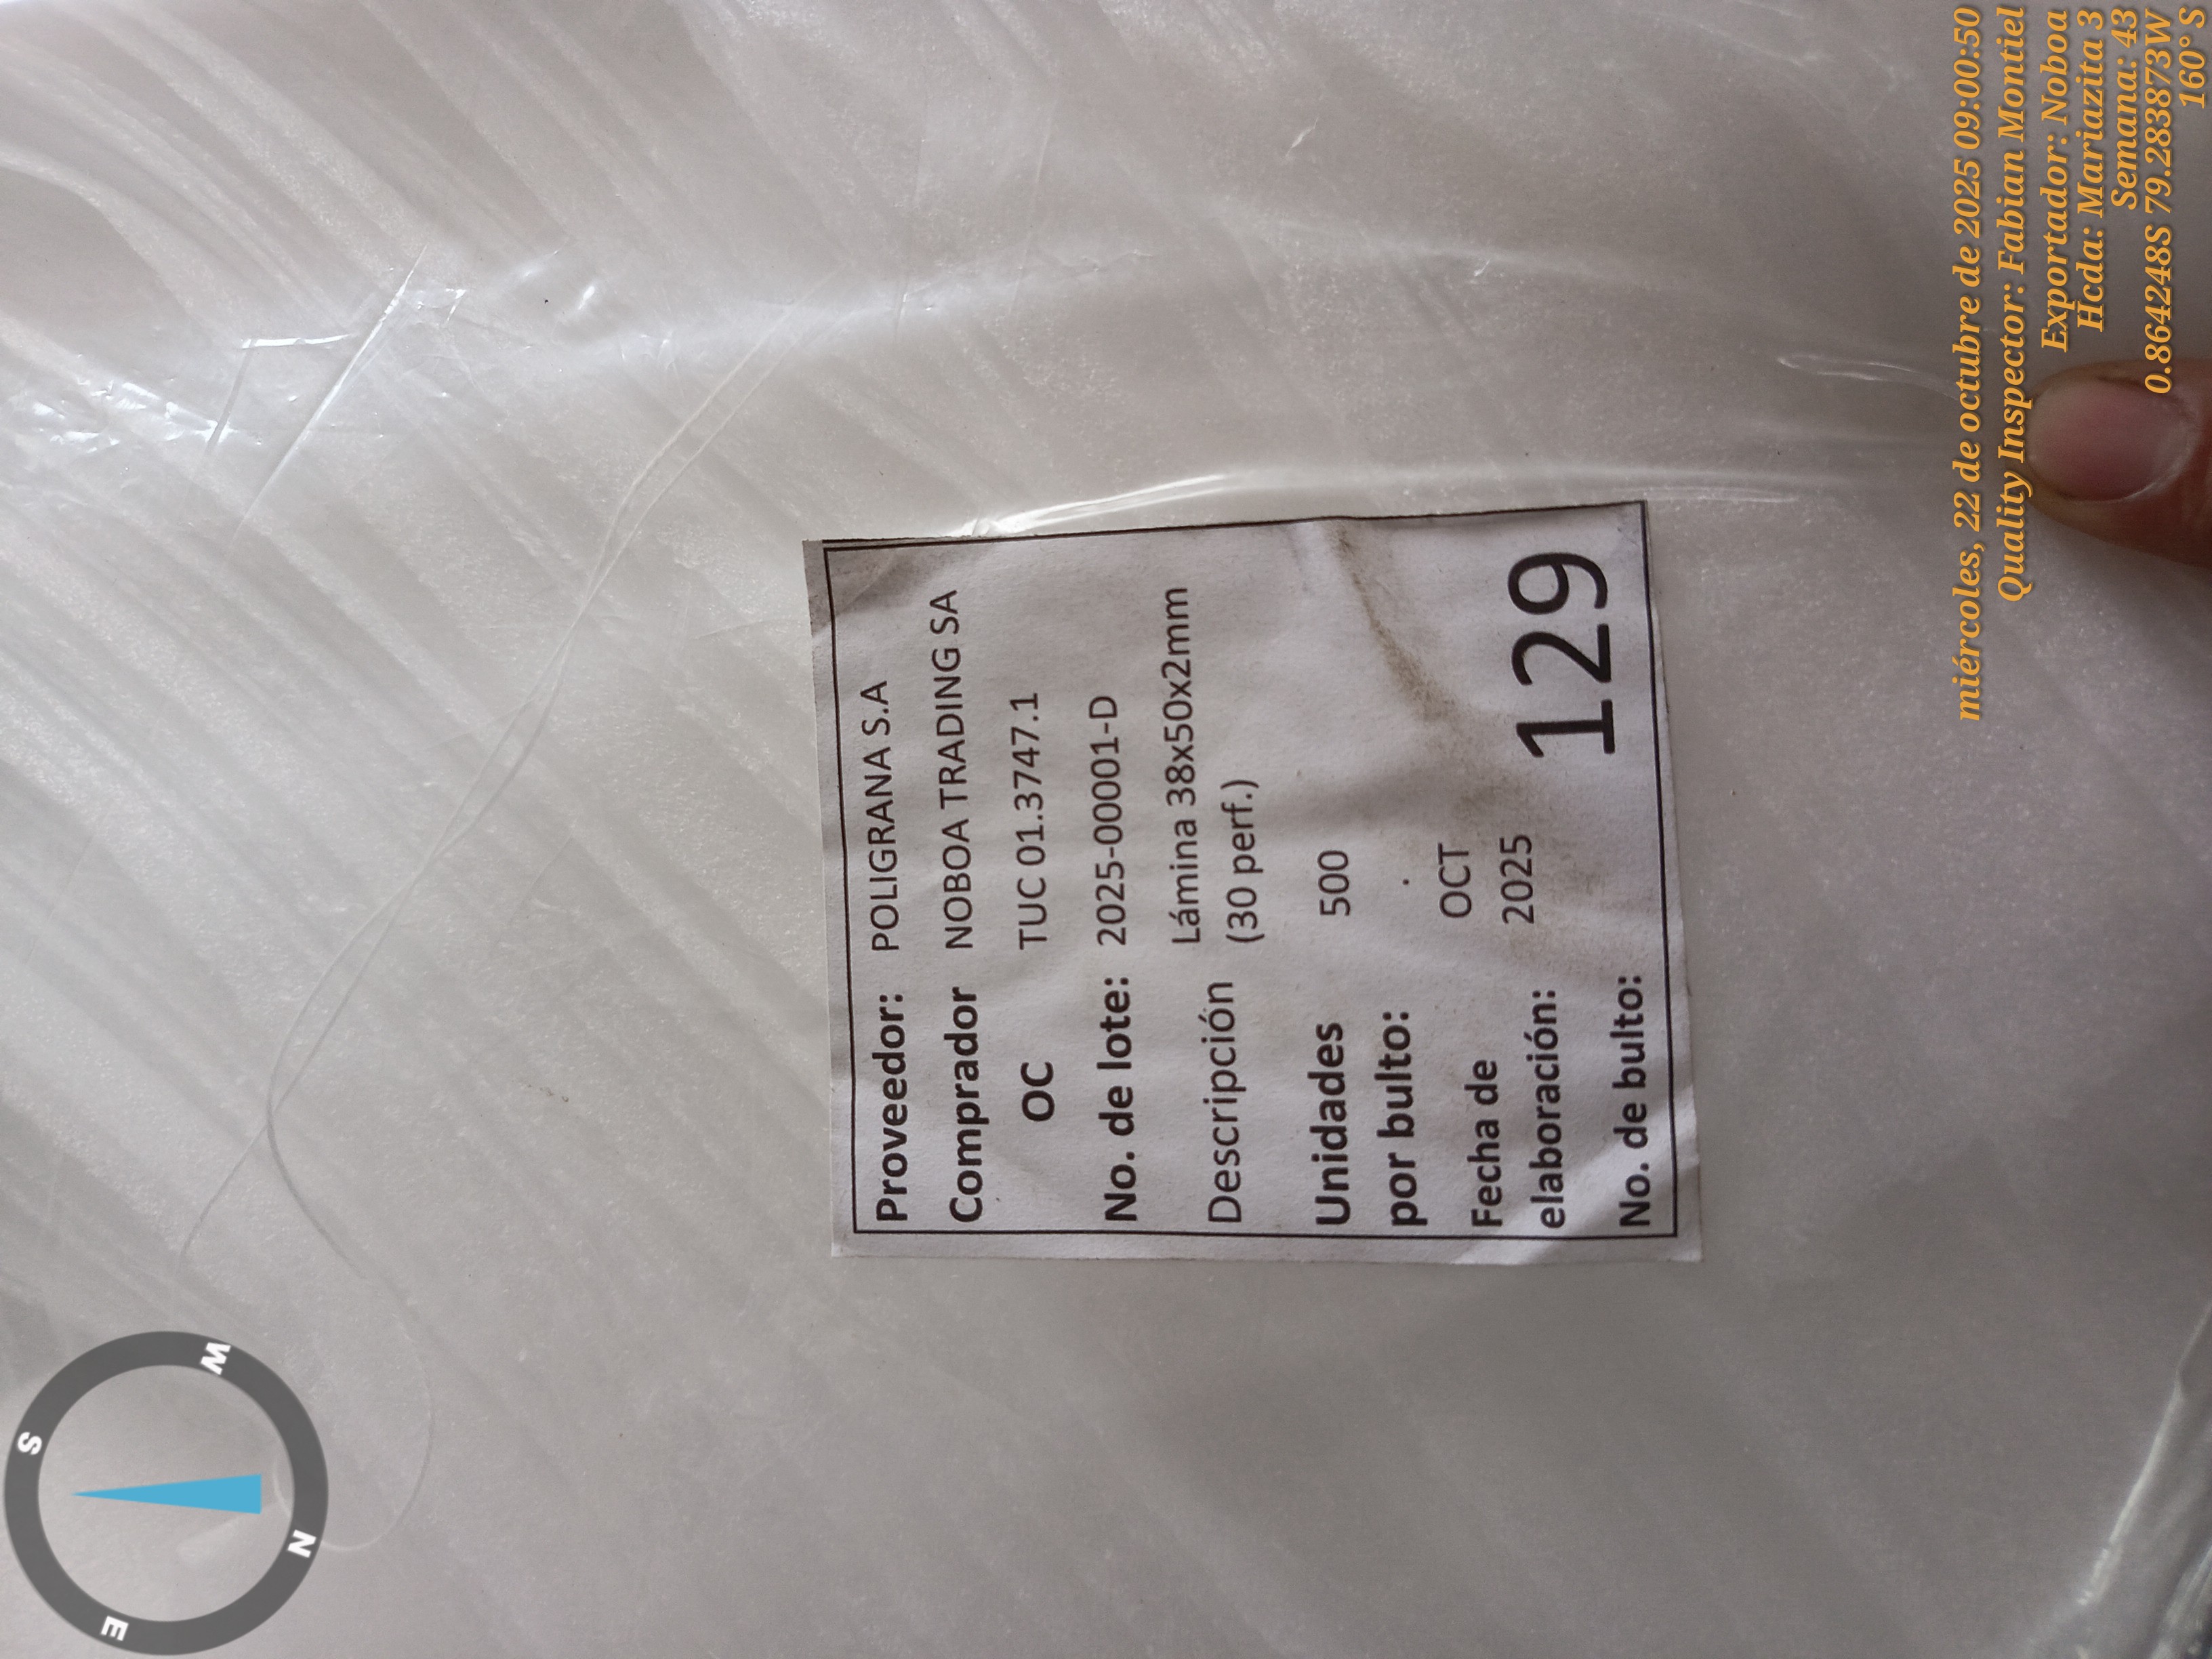 S
E
W
N
Proveedor: POLIGRANA S.A
Comprador NOBOA TRADING SA
OC TUC 01.3747.1
No. de lote: 2025-00001-D
Descripción Lámina 38x50x2mm
(30 perf.)
Unidades 500
por bulto: .
OCT
Fecha de
2025
elaboración:
129
No. de bulto:
miércoles, 22 de octubre de 2025 09:00:50
Quality Inspector: Fabian Montiel
Exportador: Noboa
Hcda: Mariazita 3
Semana: 43
0.864248S 79.283873W
160° S